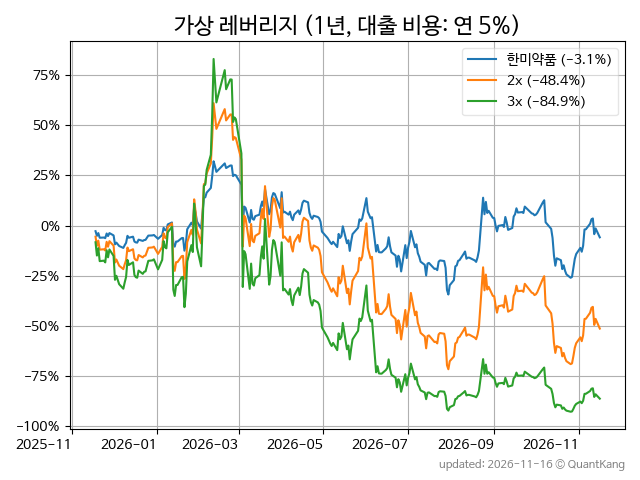 가상 레버리지 (1년, 대출 비용: 연 5%)
한미약품 (−3.1%)
2x (−48.4%)
3x (−84.9%)
75%
50%
25%
0%
−25%
−50%
−75%
−100%
2025-11 2026-01 2026-03 2026-05 2026-07 2026-09 2026-11
updated: 2026-11-16 © QuantKang